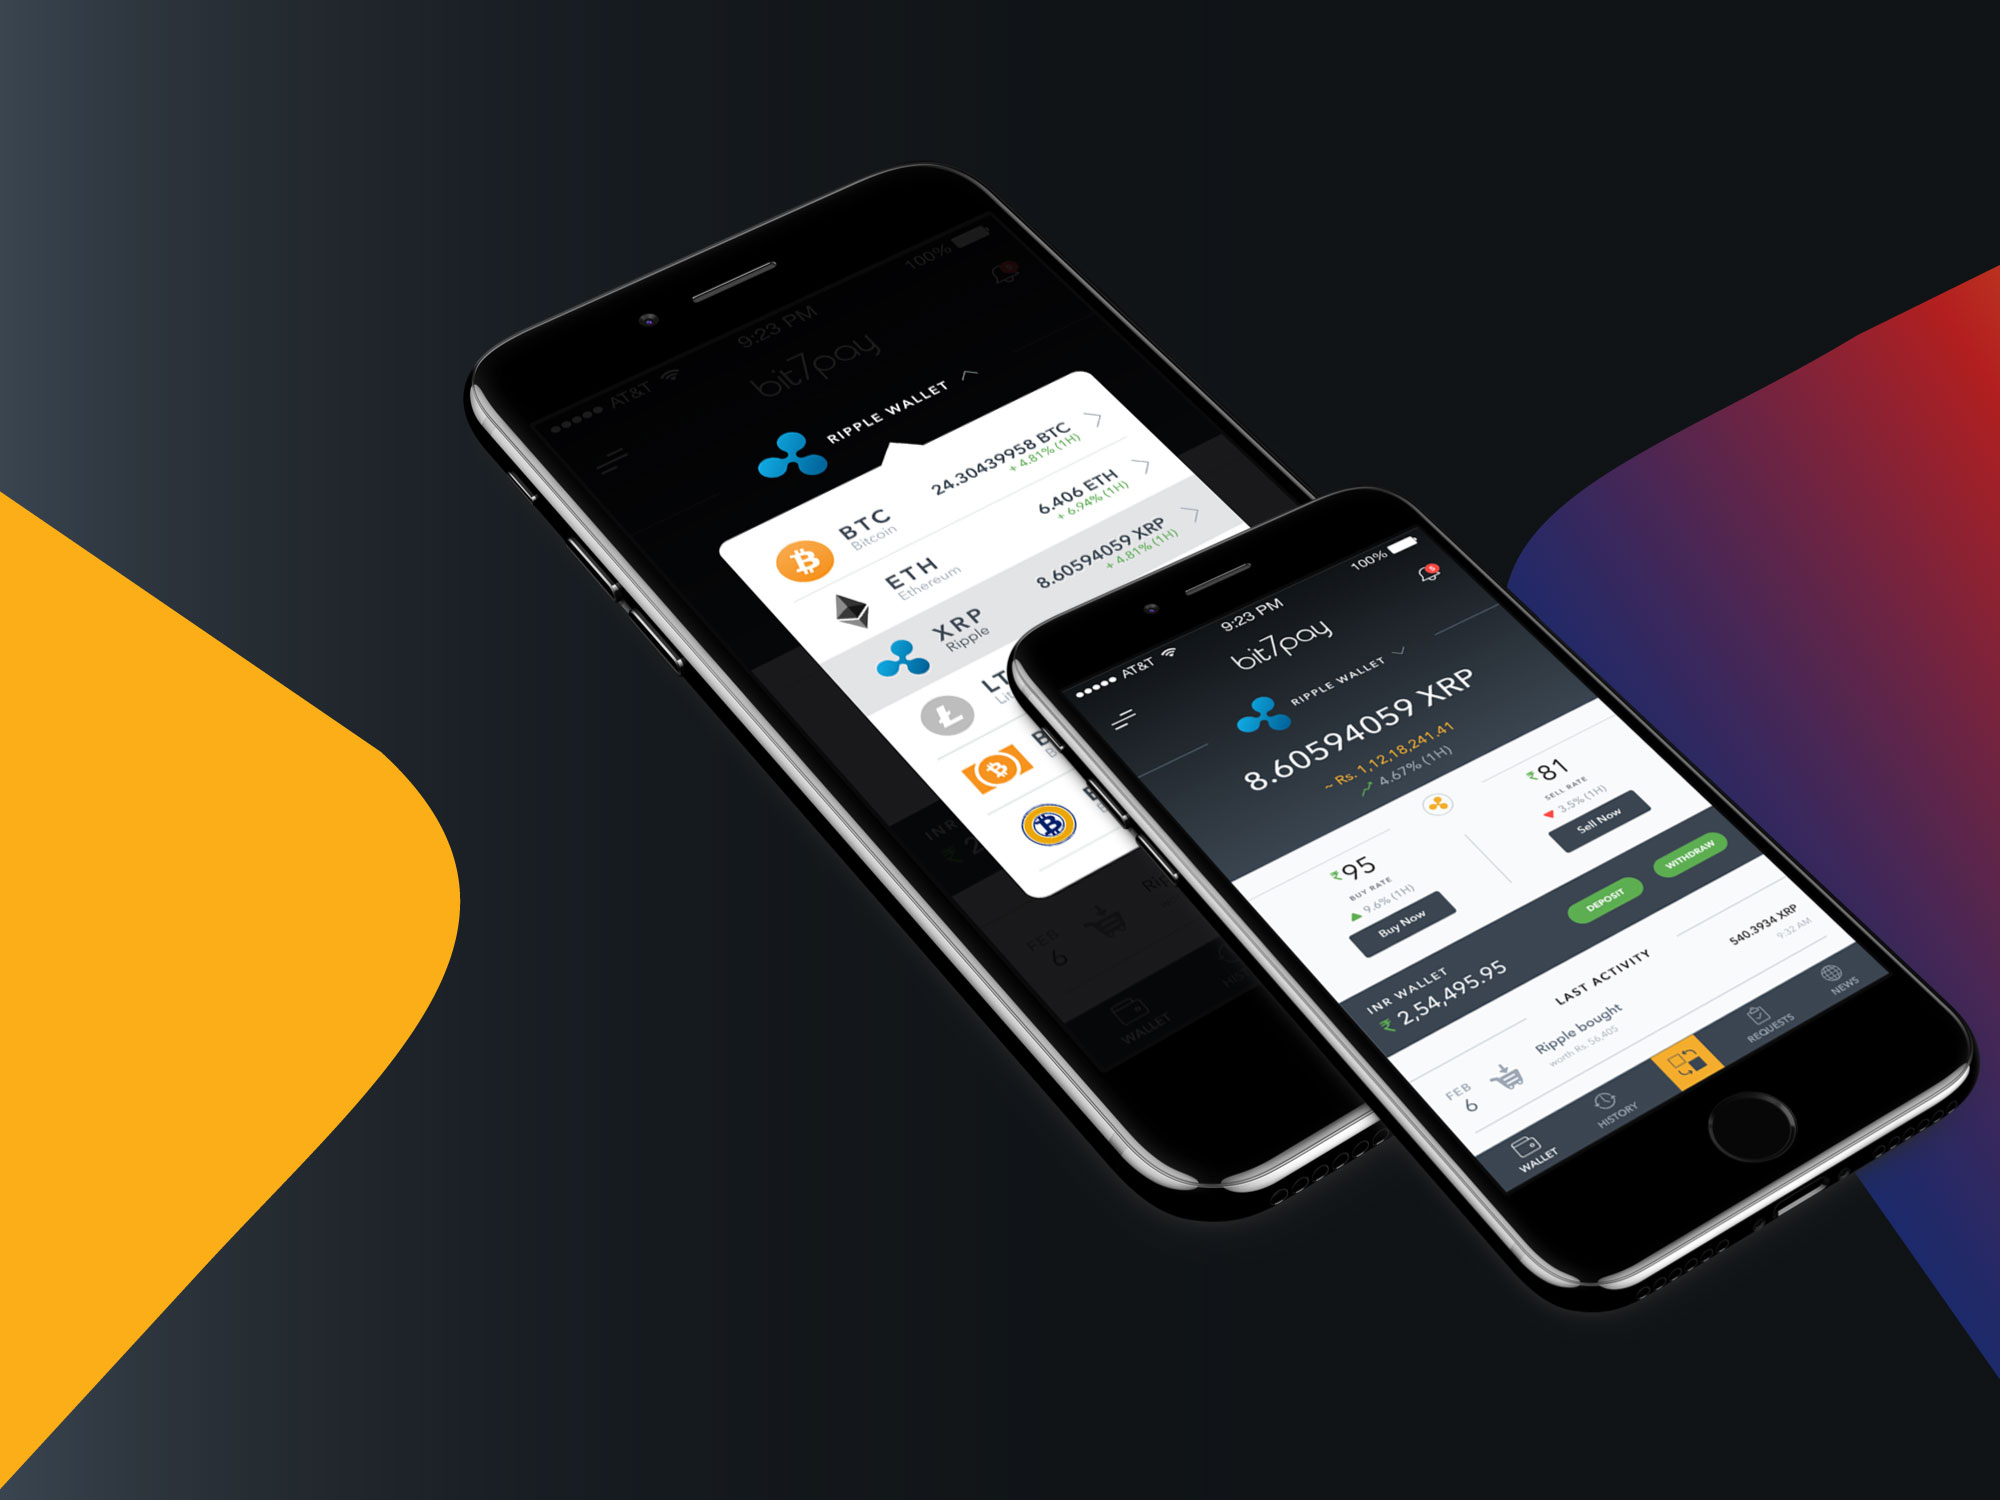 AT&T 9:23 PM 100%
bit7pay
RIPPLE WALLET
BTC 24.30439958 BTC
Bitcoin + 4.81% (1H)
ETH 6.406 ETH
Ethereum + 6.94% (1H)
XRP 8.60594059 XRP
Ripple + 4.81% (1H)
INR
₹ 2
FEB
6
WALLET
AT&T 9:23 PM 100%
5
bit7pay
RIPPLE WALLET
8.60594059 XRP
~ Rs. 1,12,18,241.41
4.67% (1H)
₹95
BUY RATE
9.6% (1H)
Buy Now
₹81
SELL RATE
3.5% (1H)
Sell Now
INR WALLET
₹ 2,54,495.95
DEPOSIT
WITHDRAW
LAST ACTIVITY
FEB
6
Ripple bought
worth Rs. 56,405
540.3934 XRP
9:32 AM
WALLET
HISTORY
REQUESTS
NEWS